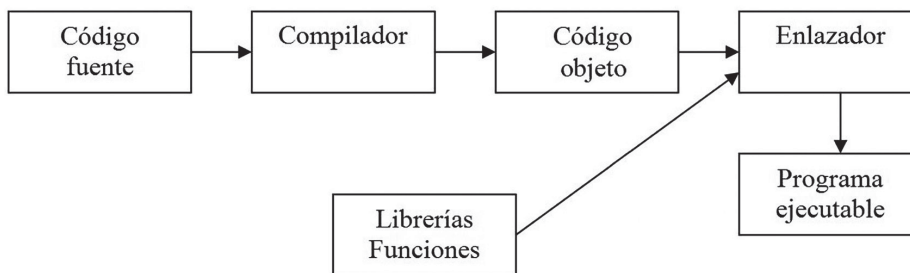 Código
fuente
Compilador
Código
objeto
Enlazador
Programa
ejecutable
Librerías
Funciones